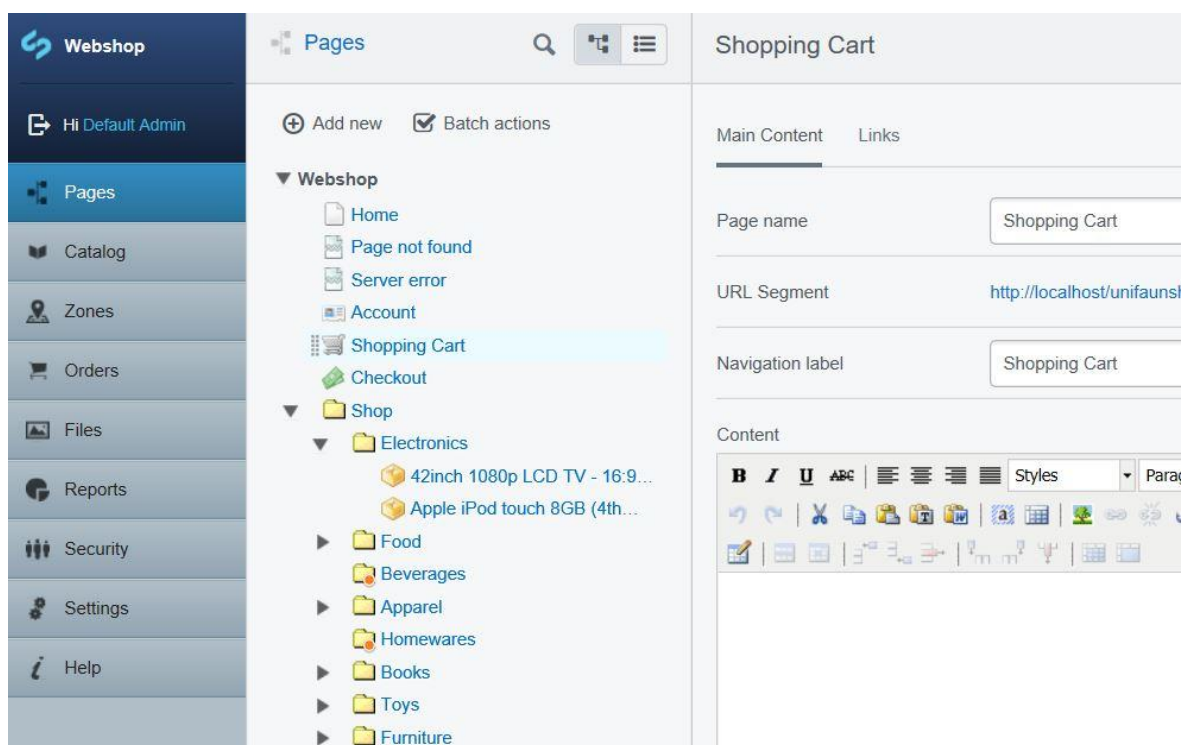 Webshop
Hi Default Admin
Pages
Catalog
Zones
Orders
Files
Reports
Security
Settings
Help
Pages
Add new
Batch actions
Webshop
Home
Page not found
Server error
Account
Shopping Cart
Checkout
Shop
Electronics
42inch 1080p LCD TV - 16:9...
Apple iPod touch 8GB (4th...
Food
Beverages
Apparel
Homewares
Books
Toys
Furniture
Shopping Cart
Main Content Links
Page name Shopping Cart
URL Segment http://localhost/unifaunsh
Navigation label Shopping Cart
Content
B I U ABC Styles Parag